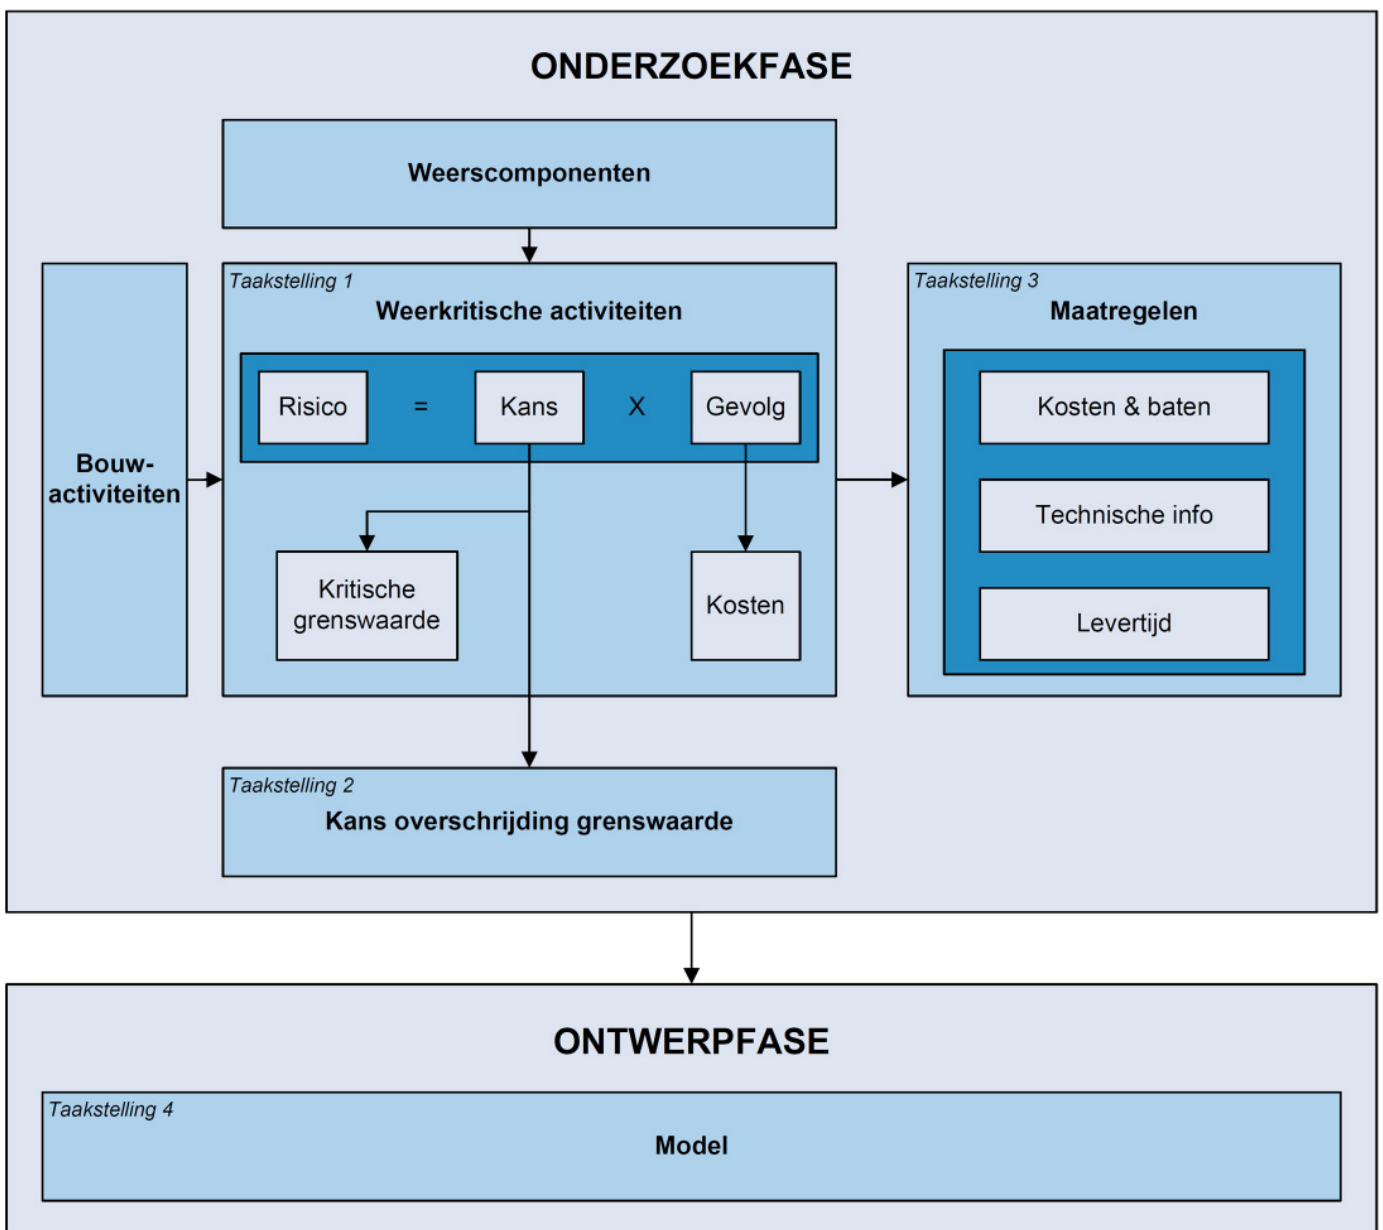 ONDERZOEKFASE
Weerscomponenten
Bouw-
activiteiten
Taakstelling 1
Weerkritische activiteiten
Risico = Kans X Gevolg
Kritische
grenswaarde
Kosten
Taakstelling 3
Maatregelen
Kosten & baten
Technische info
Levertijd
Taakstelling 2
Kans overschrijding grenswaarde
ONTWERPFASE
Taakstelling 4
Model